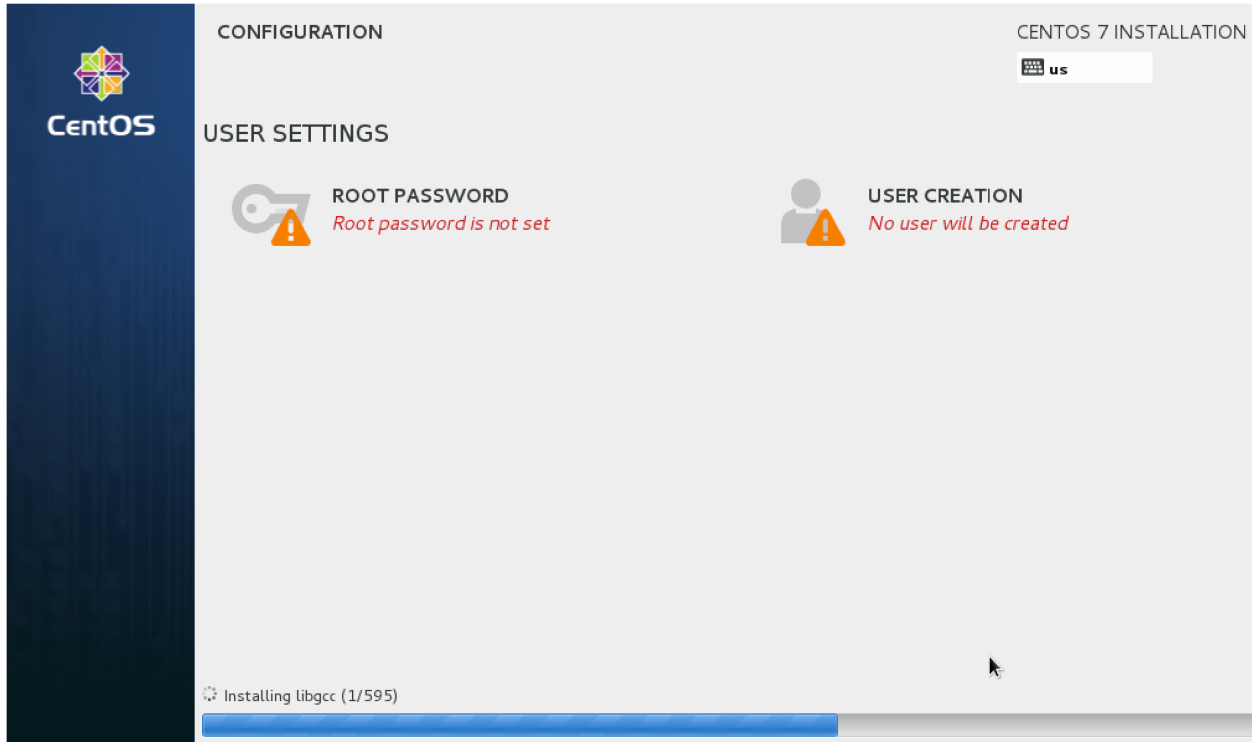 CONFIGURATION
CENTOS 7 INSTALLATION
us
CentOS
USER SETTINGS
ROOT PASSWORD
Root password is not set
USER CREATION
No user will be created
Installing libgcc (1/595)